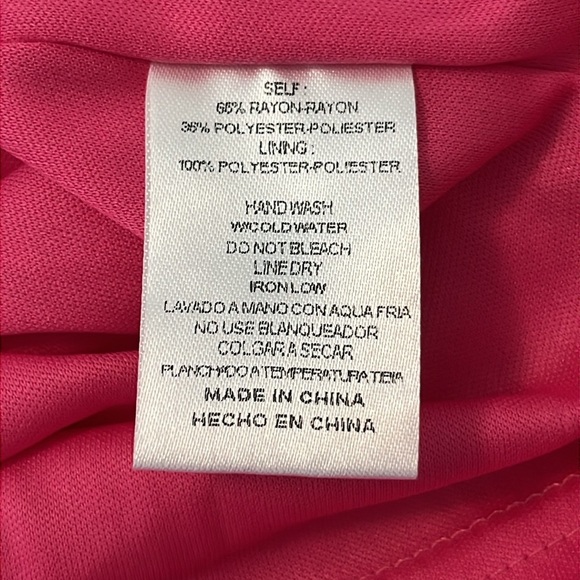 SELF :
65% RAYON-RAYON
35% POLYESTER-POLIESTER
LINING :
100% POLYESTER-POLIESTER
HAND WASH
W/COLD WATER
DO NOT BLEACH
LINE DRY
IRON LOW
LAVADO A MANO CON AQUA FRIA
NO USE BLANQUEADOR
COLGAR A SECAR
PLANCHADO A TEMPERATURA TEIA
MADE IN CHINA
HECHO EN CHINA